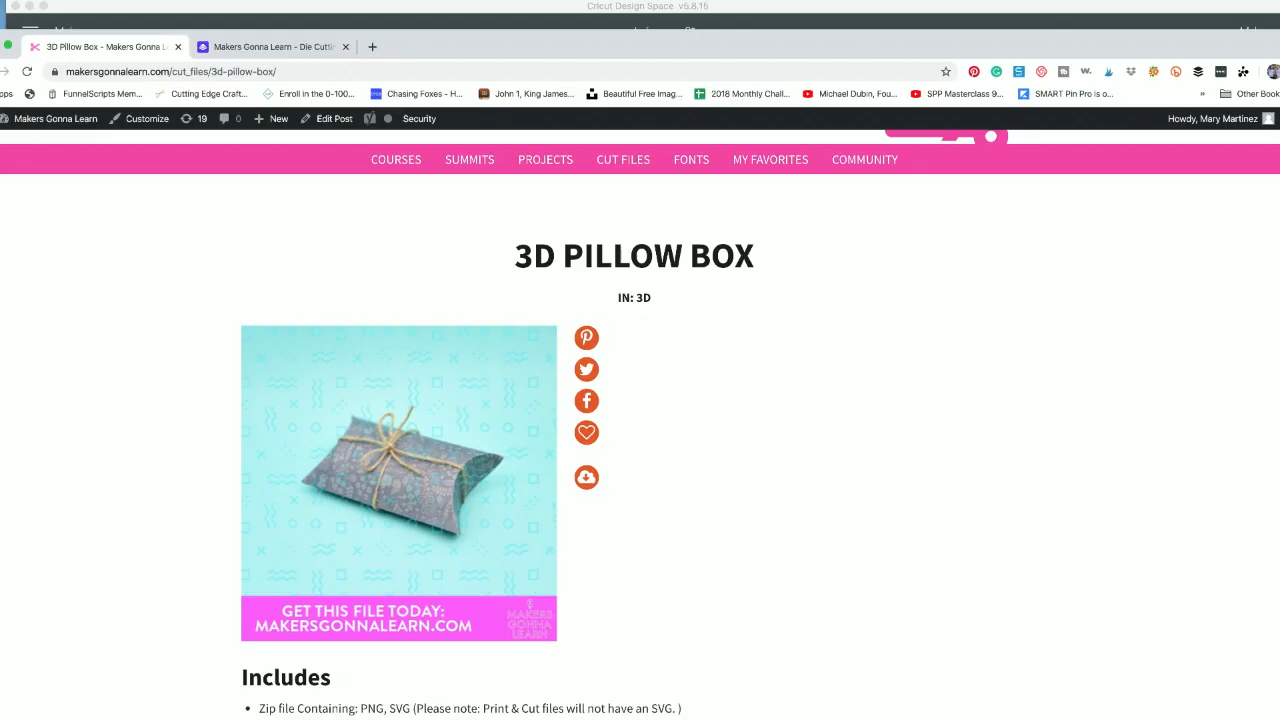 Cricut Design Space v5.8.15
3D Pillow Box - Makers Gonna L
Makers Gonna Learn - Die Cuttin
makersgonnalearn.com/cut_files/3d-pillow-box/
ops
FunnelScripts Mem...
Cutting Edge Craft...
Enroll in the 0-100...
Chasing Foxes - H...
John 1, King James...
Beautiful Free Imag...
2018 Monthly Chall...
Michael Dubin, Fou...
SPP Masterclass 9...
SMART Pin Pro is o...
»
Other Book
Makers Gonna Learn
Customize
19
0
+ New
Edit Post
Security
Howdy, Mary Martinez
COURSES SUMMITS PROJECTS CUT FILES FONTS MY FAVORITES COMMUNITY
3D PILLOW BOX
IN: 3D
GET THIS FILE TODAY:
MAKERSGONNALEARN.COM
MAKERS
GONNA
LEARN
Includes
• Zip file Containing: PNG, SVG (Please note: Print & Cut files will not have an SVG. )